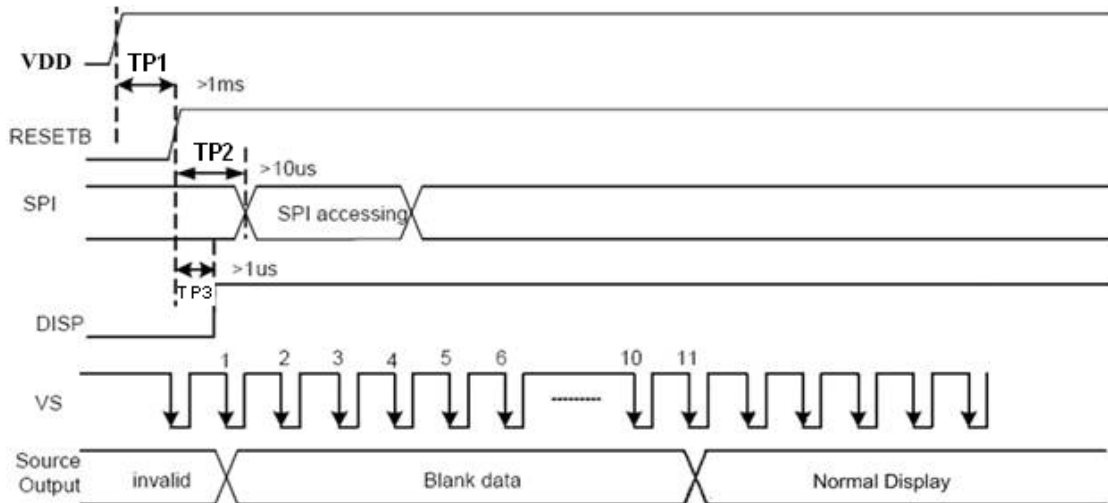 VDD
TP1
>1ms
RESETB
TP2
>10us
SPI
SPI accessing
>1us
TP3
DISP
1 2 3 4 5 6 10 11
VS
Source Output
invalid
Blank data
Normal Display